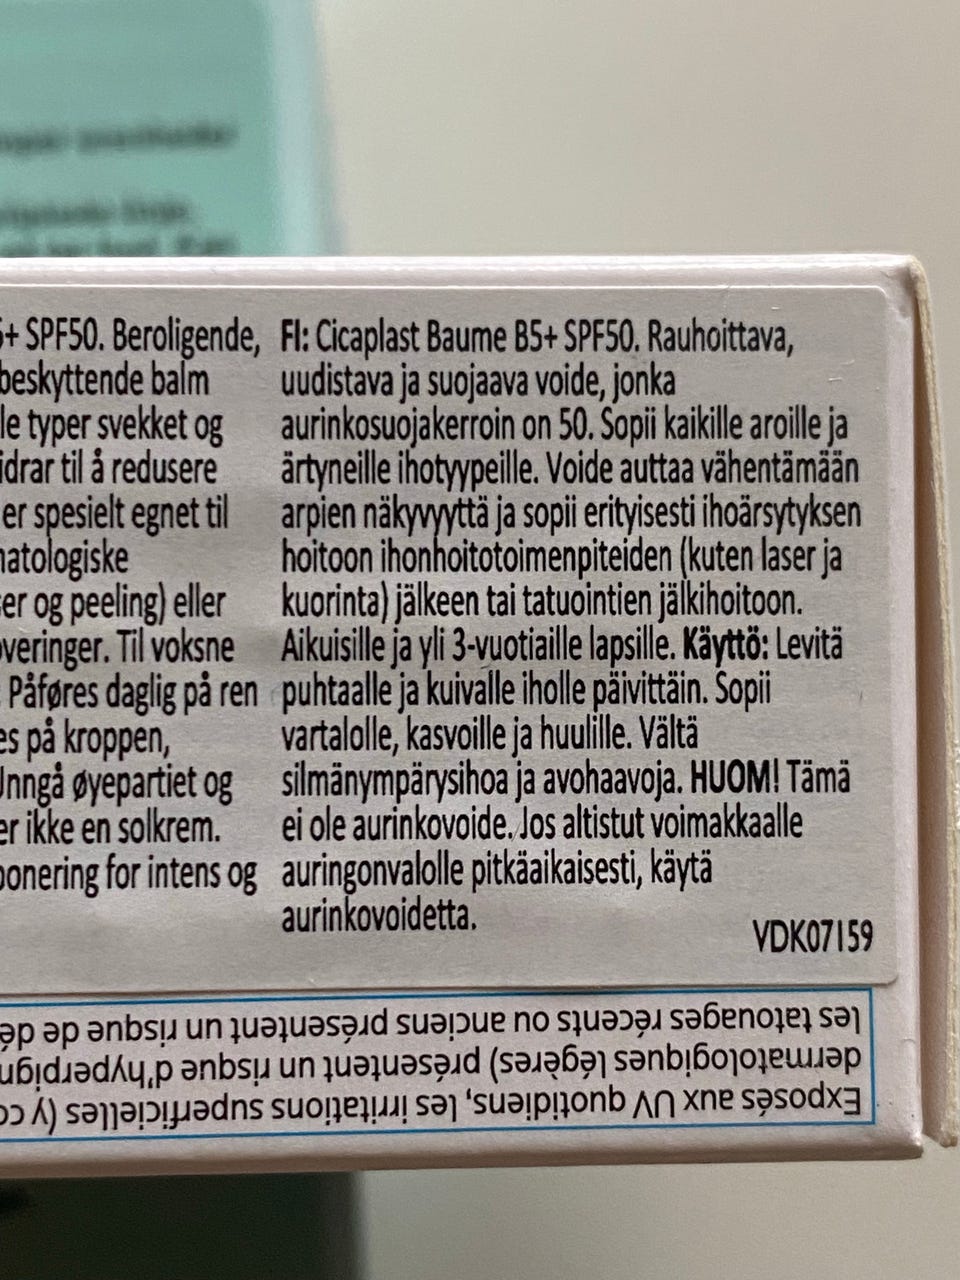 5+ SPF50. Beroligende,
beskyttende balm
le typer svekket og
idrar til å redusere
er spesielt egnet til
matologiske
er og peeling) eller
overinger. Til voksne
Påføres daglig på ren
es på kroppen,
Unngå øyepartiet og
er ikke en solkrem.
ponering for intens og
FI: Cicaplast Baume B5+ SPF50. Rauhoittava,
uudistava ja suojaava voide, jonka
aurinkosuojakerroin on 50. Sopii kaikille aroille ja
ärtyneille ihotyypeille. Voide auttaa vähentämään
arpien näkyvyyttä ja sopii erityisesti ihoärsytyksen
hoitoon ihonhoitotoimenpiteiden (kuten laser ja
kuorinta) jälkeen tai tatuointien jälkihoitoon.
Aikuisille ja yli 3-vuotiaille lapsille. Käyttö: Levitä
puhtaalle ja kuivalle iholle päivittäin. Sopii
vartalolle, kasvoille ja huulille. Vältä
silmänympärysihoa ja avohaavoja. HUOM! Tämä
ei ole aurinkovoide. Jos altistut voimakkaalle
auringonvalolle pitkäaikaisesti, käytä
aurinkovoidetta.
VDK07159
Exposés aux UV quotidiens, les irritations superficielles (y co
dermatologiques légères) présentent un risque d'hyperpign
les tatouages récents ou anciens présentent un risque de dé